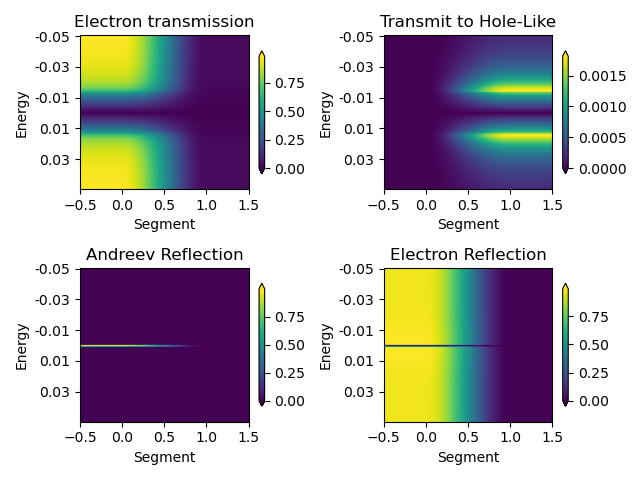 Electron transmission
-0.05
-0.03
-0.01
0.01
0.03
Energy
−0.5 0.0 0.5 1.0 1.5
Segment
0.75
0.50
0.25
0.00
Transmit to Hole-Like
-0.05
-0.03
-0.01
0.01
0.03
Energy
−0.5 0.0 0.5 1.0 1.5
Segment
0.0015
0.0010
0.0005
0.0000
Andreev Reflection
-0.05
-0.03
-0.01
0.01
0.03
Energy
−0.5 0.0 0.5 1.0 1.5
Segment
0.75
0.50
0.25
0.00
Electron Reflection
-0.05
-0.03
-0.01
0.01
0.03
Energy
−0.5 0.0 0.5 1.0 1.5
Segment
0.75
0.50
0.25
0.00